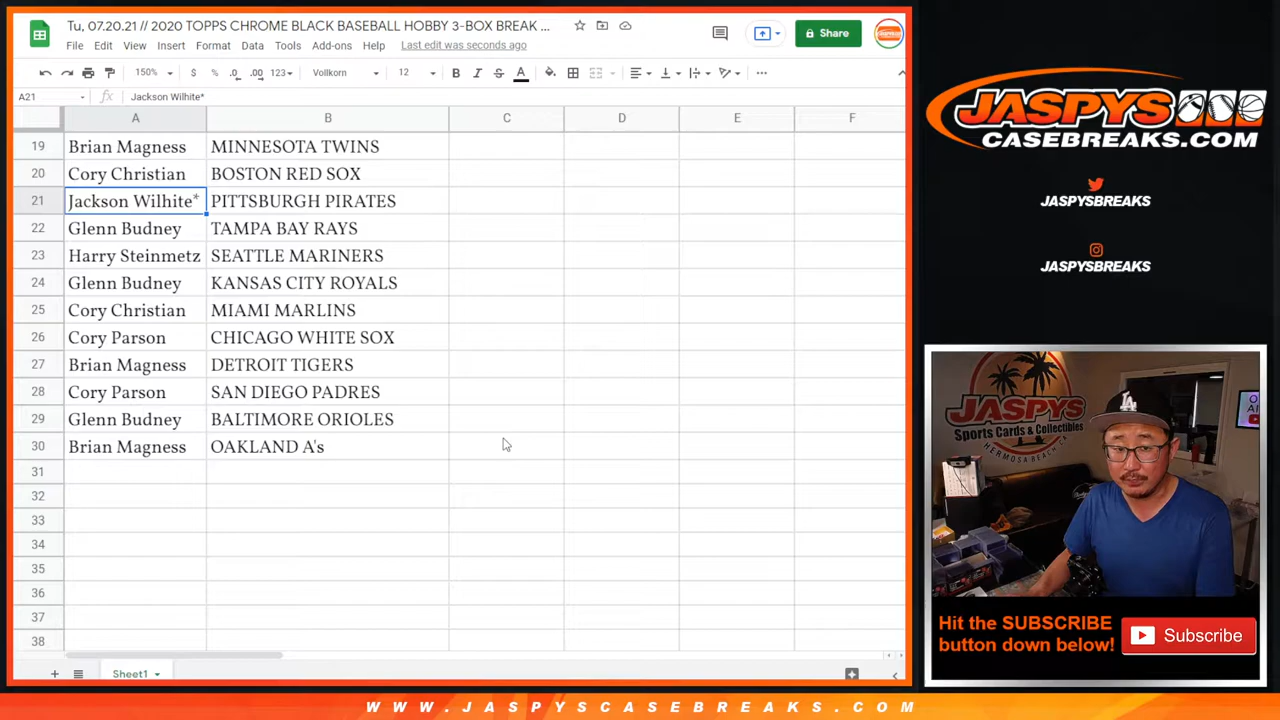 Tu, 07.20.21 // 2020 TOPPS CHROME BLACK BASEBALL HOBBY 3-BOX BREAK ...
File Edit View Insert Format Data Tools Add-ons Help Last edit was seconds ago
Share
150% $ % .0 .00 123 Vollkorn 12 B I S A
A21 fx Jackson Wilhite*
A B C D E F
19 Brian Magness MINNESOTA TWINS
20 Cory Christian BOSTON RED SOX
21 Jackson Wilhite* PITTSBURGH PIRATES
22 Glenn Budney TAMPA BAY RAYS
23 Harry Steinmetz SEATTLE MARINERS
24 Glenn Budney KANSAS CITY ROYALS
25 Cory Christian MIAMI MARLINS
26 Cory Parson CHICAGO WHITE SOX
27 Brian Magness DETROIT TIGERS
28 Cory Parson SAN DIEGO PADRES
29 Glenn Budney BALTIMORE ORIOLES
30 Brian Magness OAKLAND A's
31
32
33
34
35
36
37
38
Sheet1
JASPYS
CASEBREAKS.COM
JASPYSBREAKS
JASPYSBREAKS
JASPYS
Sports Cards & Collectibles
HERMOSA BEACH, CA
LA
Hit the SUBSCRIBE
button down below!
Subscribe
WWW.JASPYSCASEBREAKS.COM